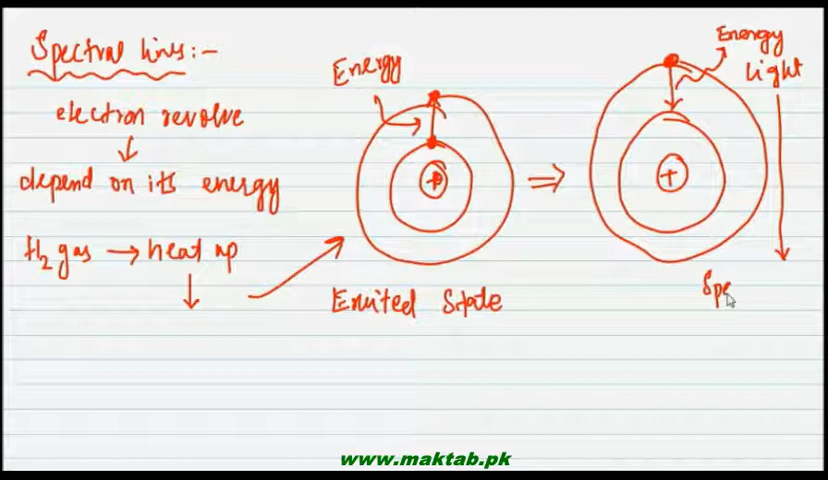 Spectral lines:-
electron revolve
depend on its energy
H2 gas → heat up
Energy
+
Exited State
Energy
light
+
Spe
www.maktab.pk